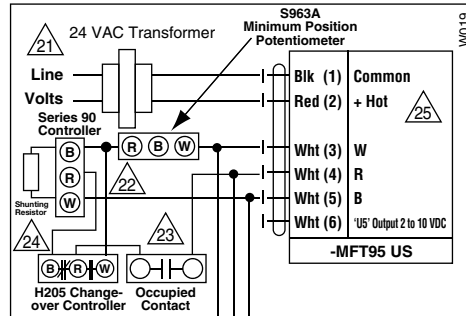 S963A
Minimum Position
Potentiometer
W019
21
24 VAC Transformer
Line
Volts
Blk (1) Common
Red (2) + Hot
25
Series 90
Controller
B
R
W
R B W
Wht (3) W
Wht (4) R
Wht (5) B
Wht (6) 'U5' Output 2 to 10 VDC
-MFT95 US
22
Shunting
Resistor
24
23
B R W
H205 Change-
over Controller
Occupied
Contact